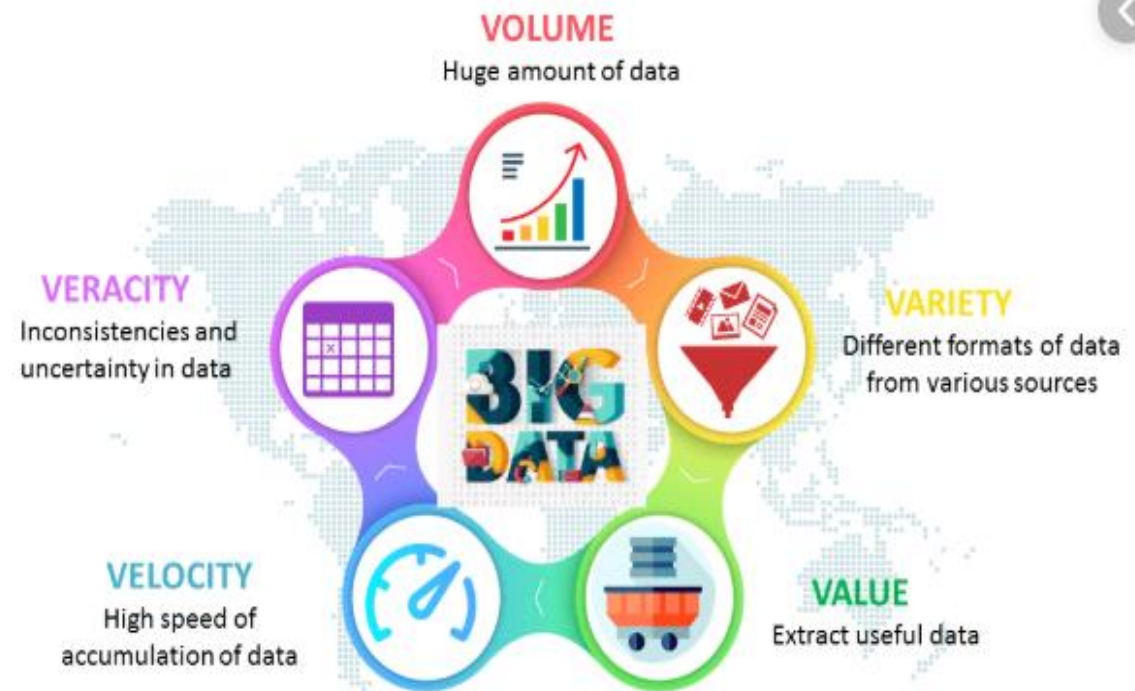 VOLUME
Huge amount of data
VARIETY
Different formats of data
from various sources
VALUE
Extract useful data
VELOCITY
High speed of
accumulation of data
VERACITY
Inconsistencies and
uncertainty in data
X
BIG
DATA